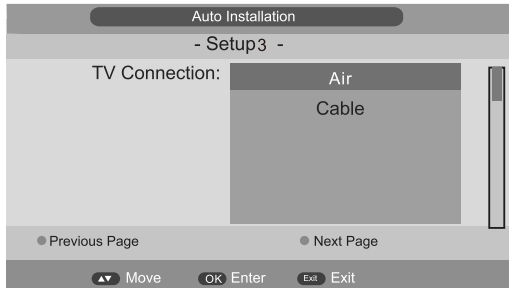 Auto Installation
- Setup3 -
TV Connection: Air
Cable
Previous Page Next Page
Move OK Enter Exit Exit